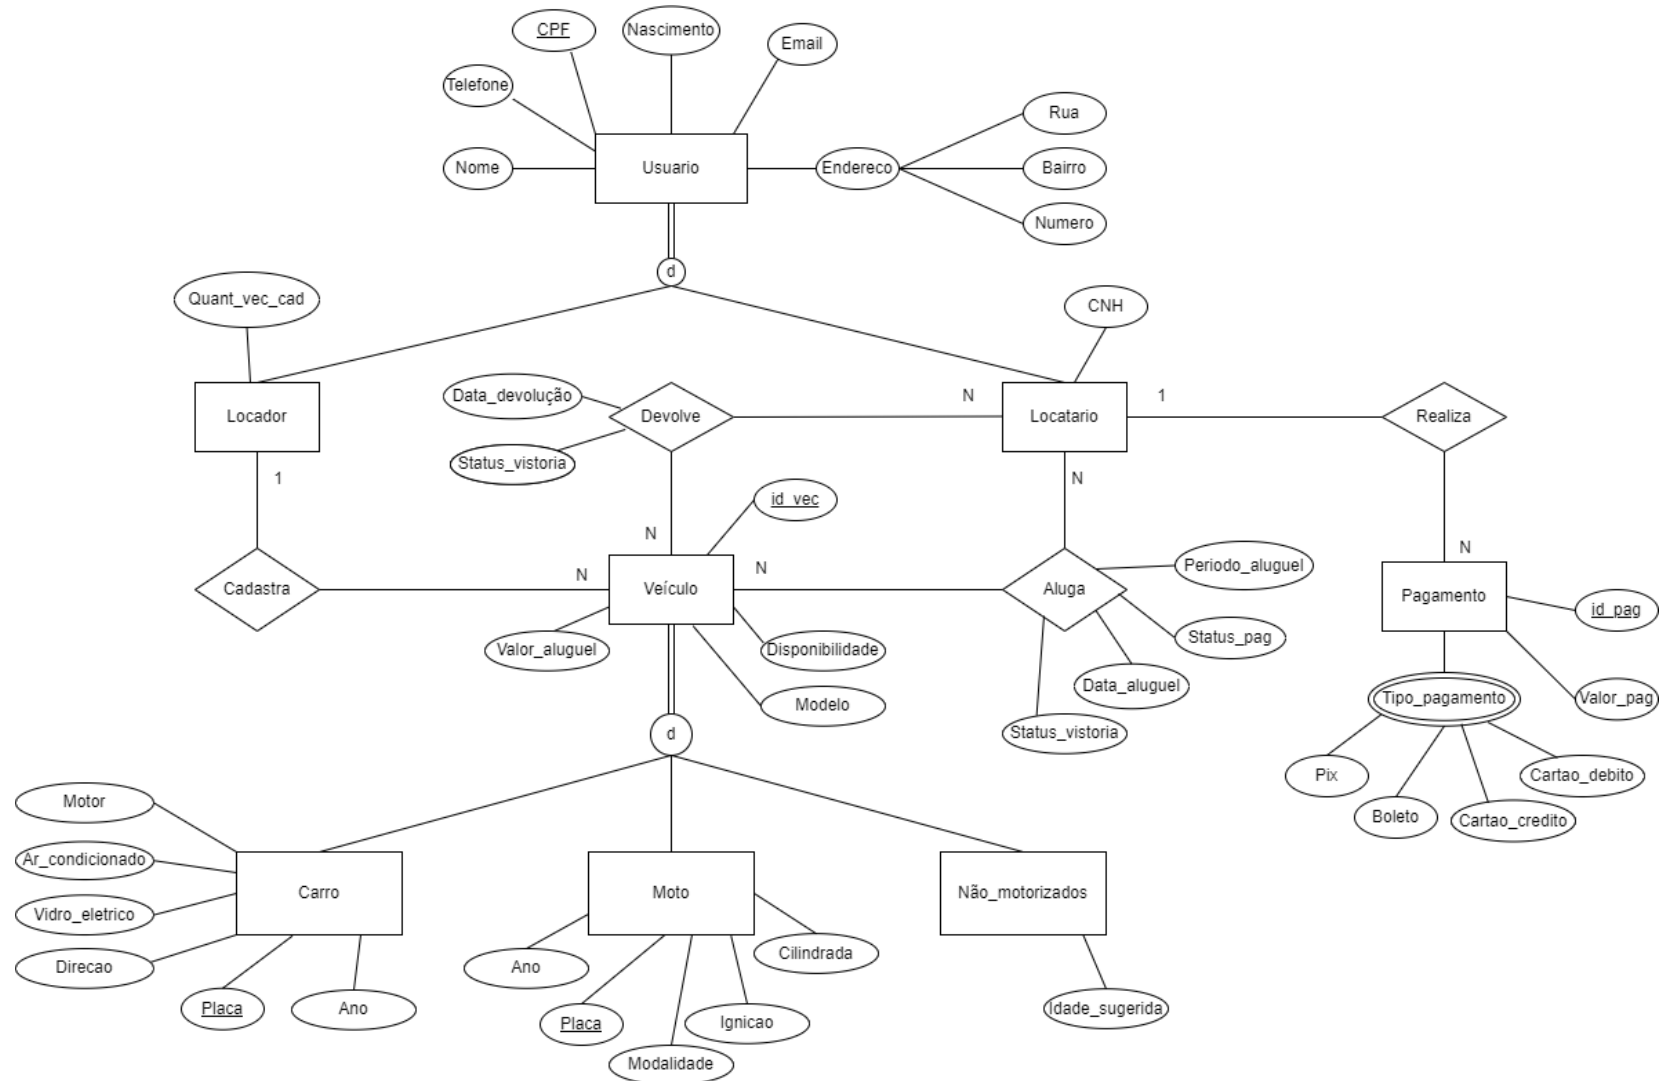 CPF
Nascimento
Email
Telefone
Rua
Nome
Usuario
Endereco
Bairro
Numero
d
Quant_vec_cad
CNH
Data_devolução
Devolve
N
Locador
Locatario
1
Realiza
Status_vistoria
1
N
id_vec
N
N
Periodo_aluguel
N
N
Cadastra
Veículo
Aluga
Pagamento
id_pag
Valor_aluguel
Disponibilidade
Status_pag
Data_aluguel
Modelo
Tipo_pagamento
Valor_pag
Status_vistoria
d
Pix
Cartao_debito
Motor
Boleto
Cartao_credito
Ar_condicionado
Carro
Moto
Não_motorizados
Vidro_eletrico
Cilindrada
Direcao
Ano
Placa
Ano
Placa
Ignicao
Idade_sugerida
Modalidade